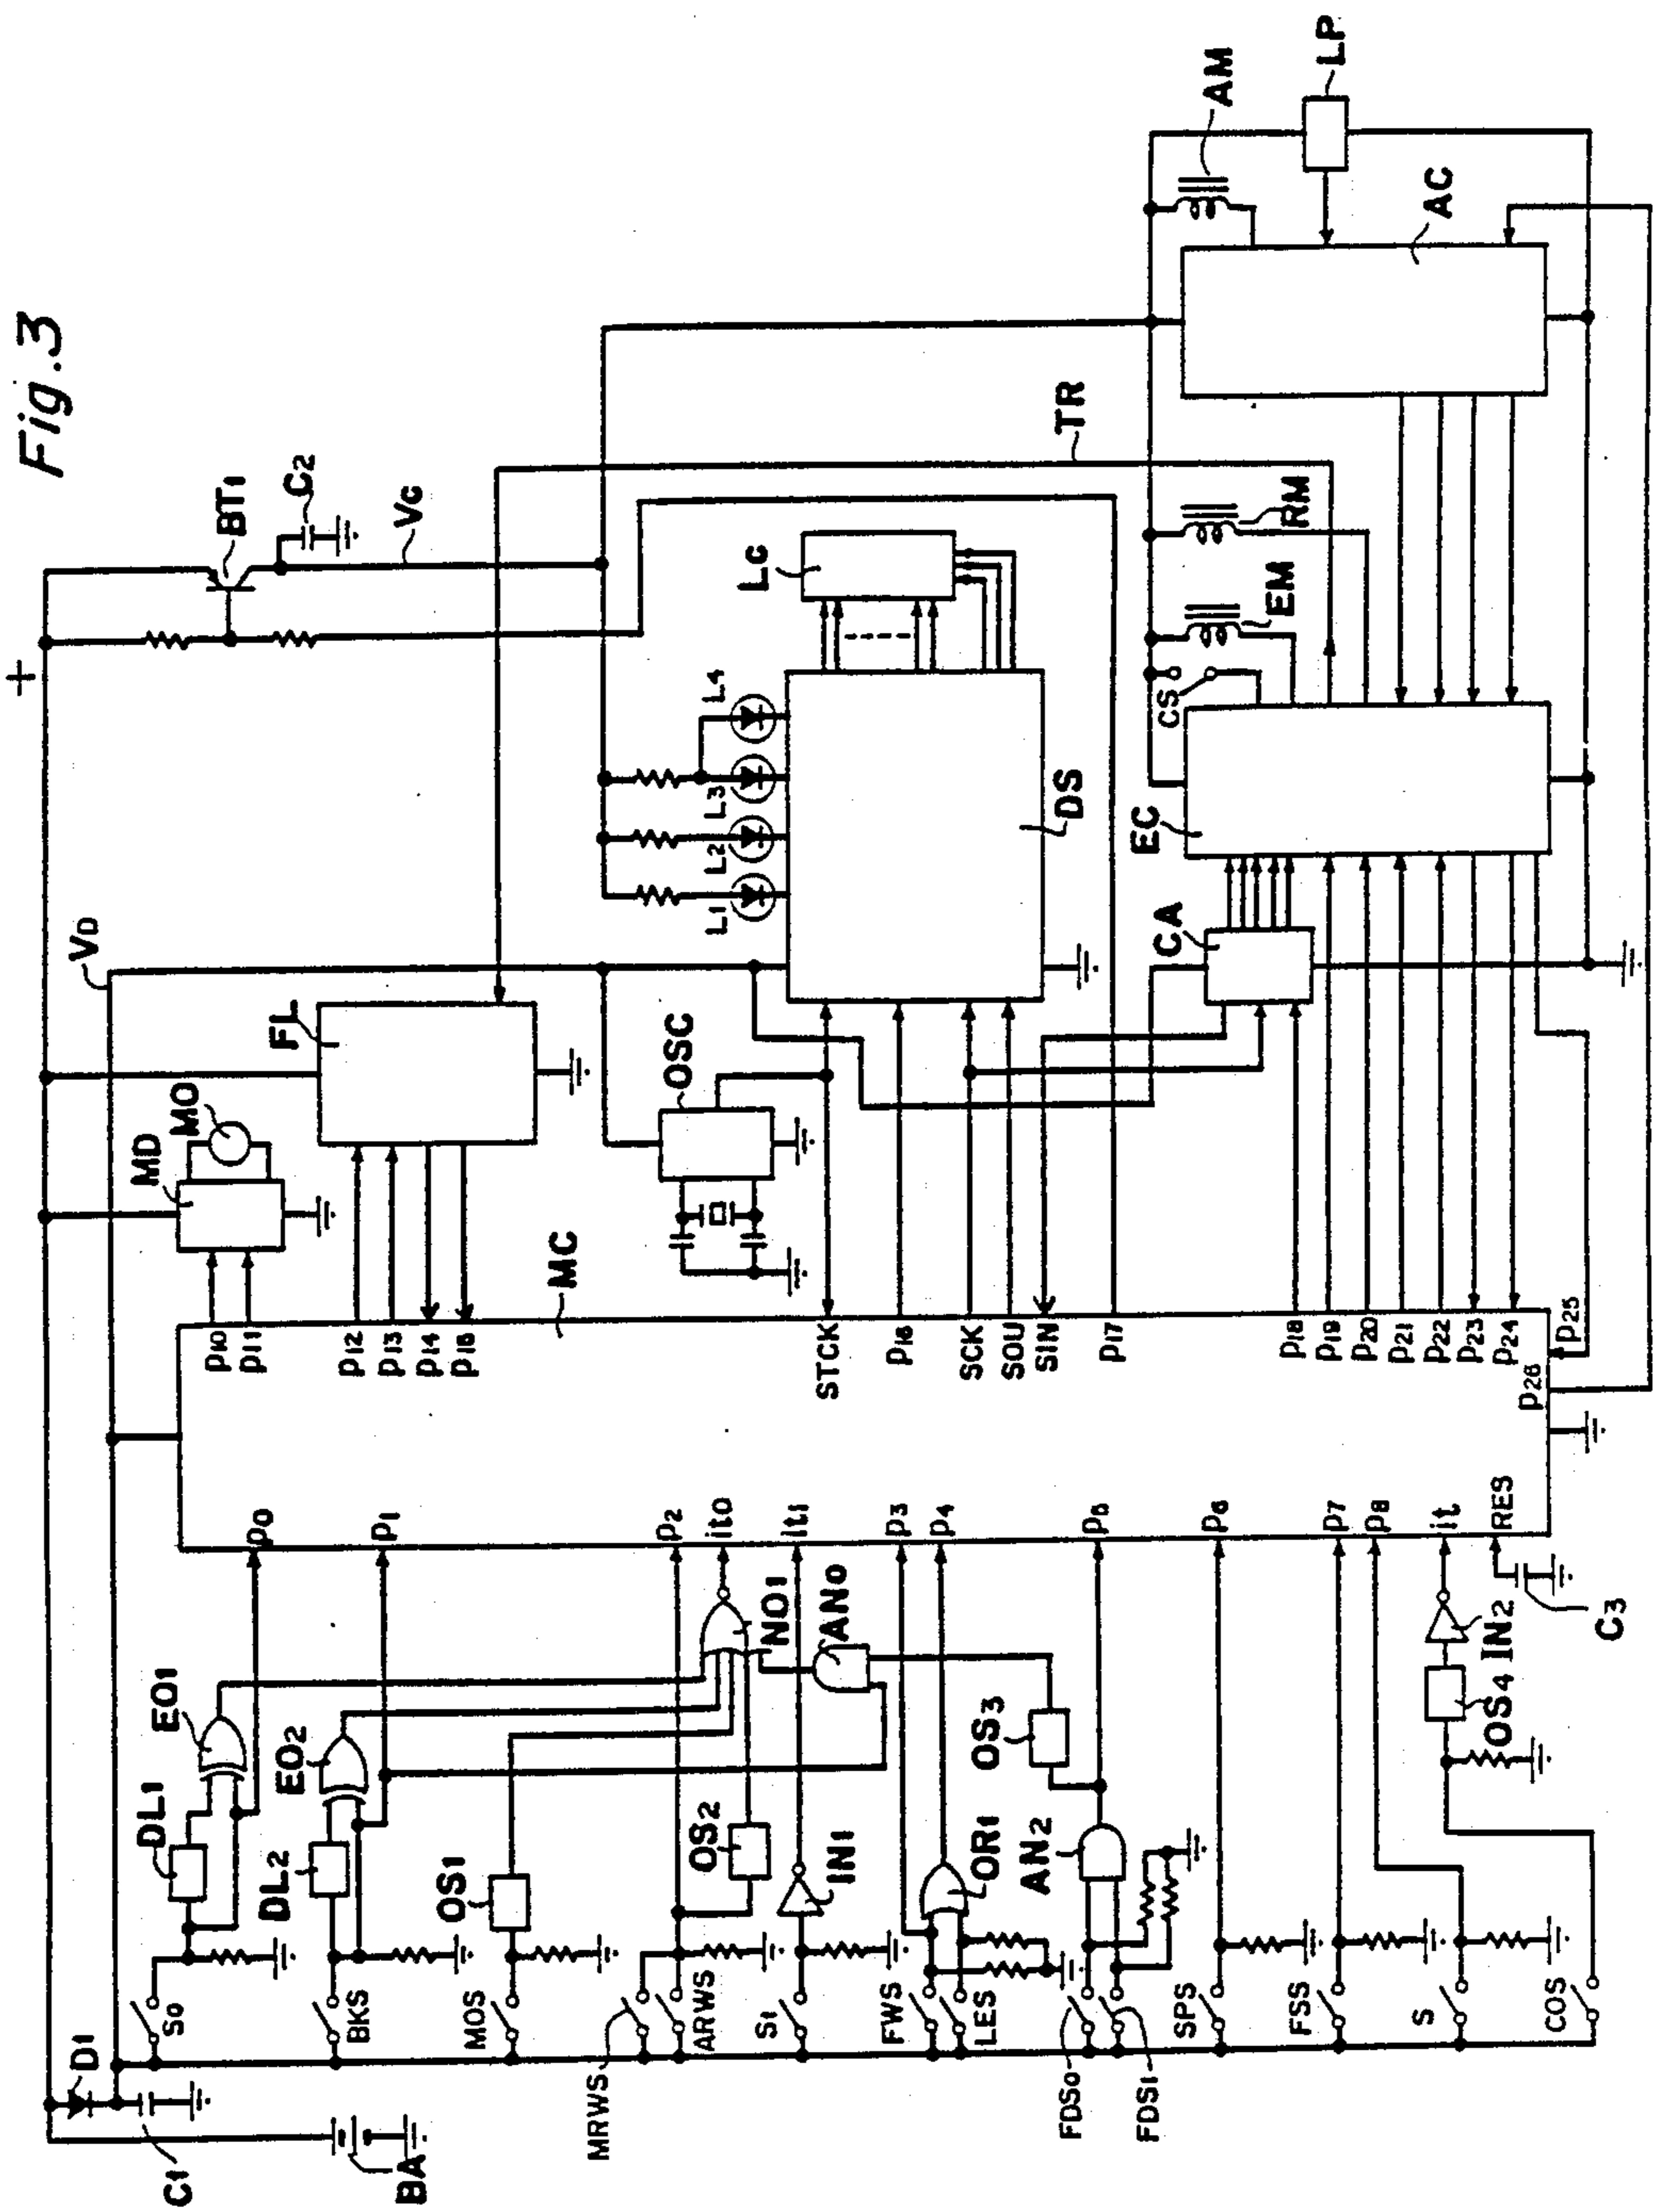 Fig.3
+
D1
C1
BA
VD
BT1
C2
VC
MD
MO
FL
MC
OSC
L1
L2
L3
L4
LC
DS
TR
EC
CA
CS
EM
RM
AM
LP
AC
S0
DL1
EO1
BKS
DL2
EO2
MOS
OS1
MRWS
ARWS
OS2
NO1
AN0
S1
IN1
FWS
LES
OR1
FDS0
FDS1
AN2
OS3
SPS
FSS
S
COS
OS4
IN2
C3
P0
P1
P2
it0
it1
P3
P4
P5
P6
P7
P8
it
RES
P10
P11
P12
P13
P14
P15
STCK
P16
SCK
SOU
SIN
P17
P18
P19
P20
P21
P22
P23
P24
P25
P26